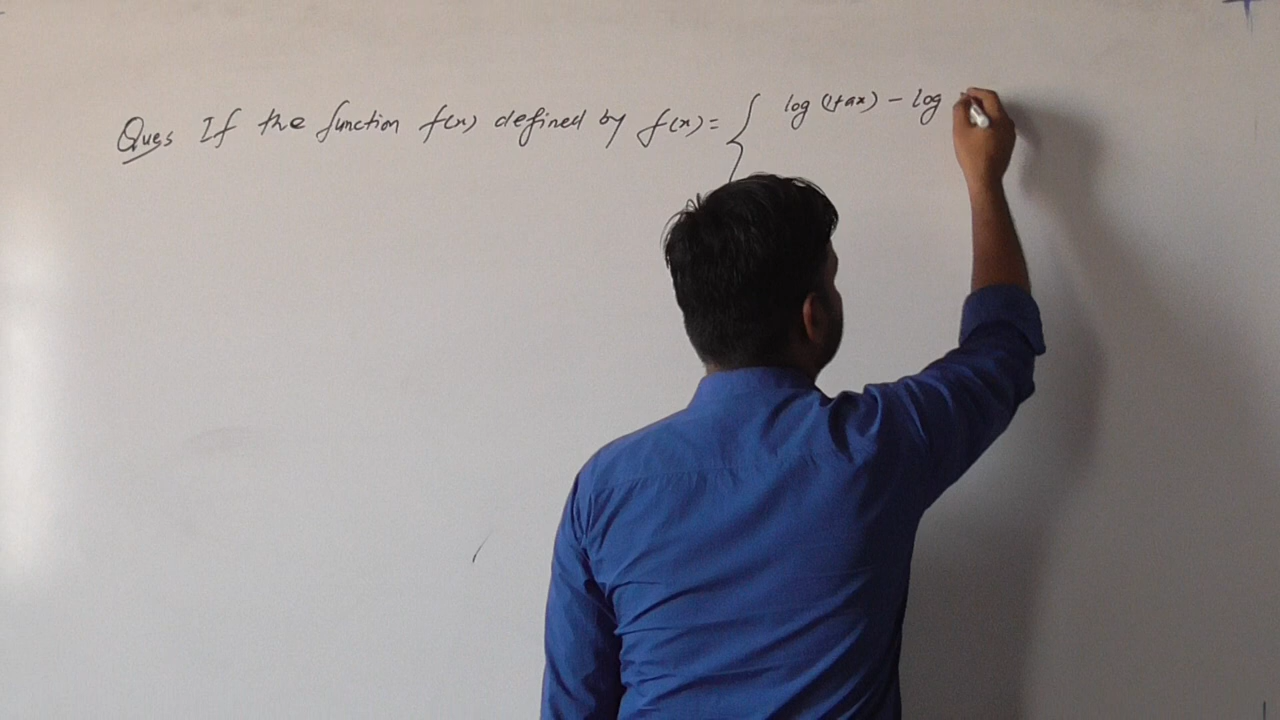 Ques If the function f(x) defined by f(x) = { log (1+ax) - log